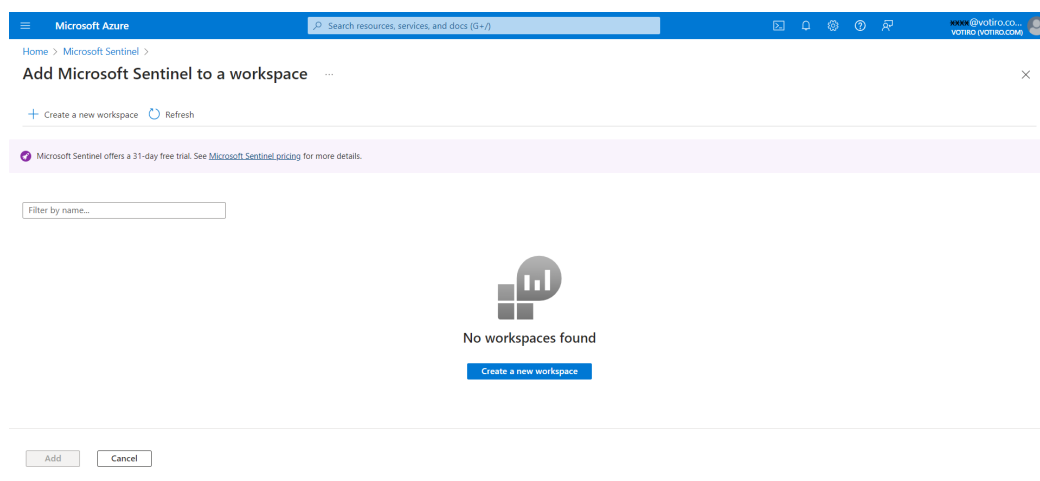 Microsoft Azure
Search resources, services, and docs (G+/)
@votiro.co...
VOTIRO (VOTIRO.COM)
Home > Microsoft Sentinel >
Add Microsoft Sentinel to a workspace ...
+ Create a new workspace Refresh
Microsoft Sentinel offers a 31-day free trial. See Microsoft Sentinel pricing for more details.
Filter by name...
No workspaces found
Create a new workspace
Add Cancel